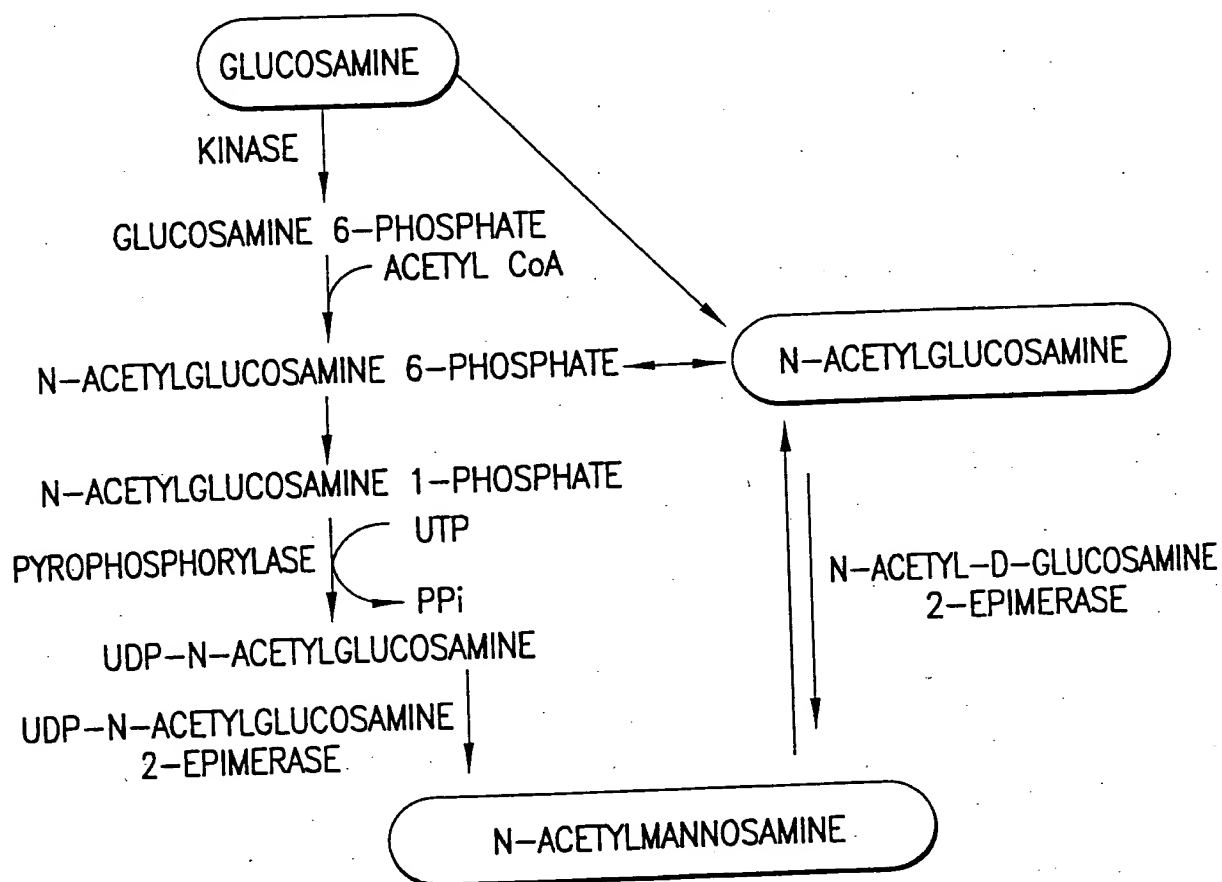 GLUCOSAMINE
KINASE
GLUCOSAMINE 6–PHOSPHATE
ACETYL CoA
N–ACETYLGLUCOSAMINE 6–PHOSPHATE
N–ACETYLGLUCOSAMINE
N–ACETYLGLUCOSAMINE 1–PHOSPHATE
UTP
PYROPHOSPHORYLASE
PPi
N–ACETYL–D–GLUCOSAMINE
2–EPIMERASE
UDP–N–ACETYLGLUCOSAMINE
UDP–N–ACETYLGLUCOSAMINE
2–EPIMERASE
N–ACETYLMANNOSAMINE